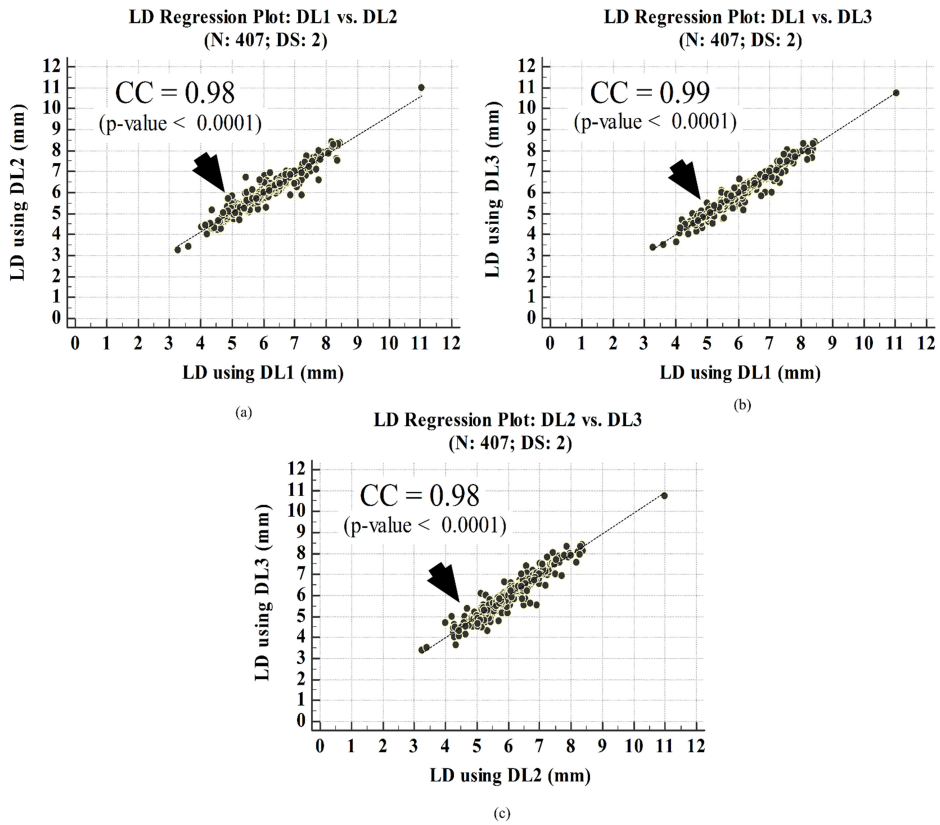 LD Regression Plot: DL1 vs. DL2
(N: 407; DS: 2)
CC = 0.98
(p-value < 0.0001)
LD using DL2 (mm)
12
11
10
9
8
7
6
5
4
3
2
1
0
0 1 2 3 4 5 6 7 8 9 10 11 12
LD using DL1 (mm)
(a)
LD Regression Plot: DL1 vs. DL3
(N: 407; DS: 2)
CC = 0.99
(p-value < 0.0001)
LD using DL3 (mm)
12
11
10
9
8
7
6
5
4
3
2
1
0
0 1 2 3 4 5 6 7 8 9 10 11 12
LD using DL1 (mm)
(b)
LD Regression Plot: DL2 vs. DL3
(N: 407; DS: 2)
CC = 0.98
(p-value < 0.0001)
LD using DL3 (mm)
12
11
10
9
8
7
6
5
4
3
2
1
0
0 1 2 3 4 5 6 7 8 9 10 11 12
LD using DL2 (mm)
(c)